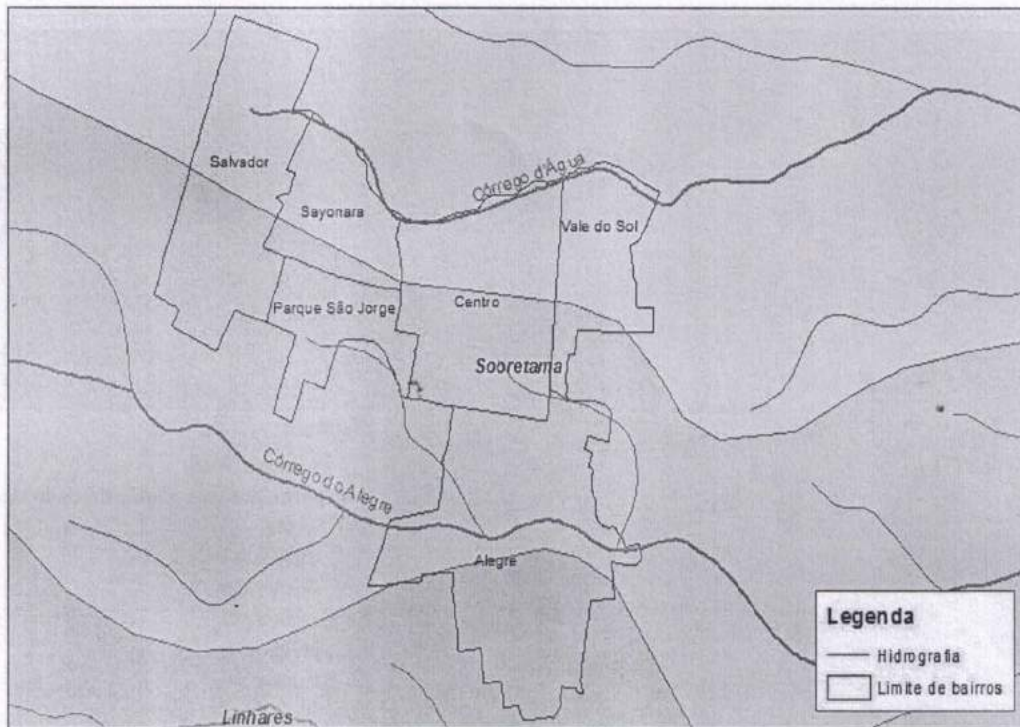 Salvador
Sayonara
Córrego d'Água
Vale do Sol
Parque São Jorge
Centro
Sooretama
Córrego do Alegre
Alegre
Linhares
Legenda
Hidrografia
Limite de bairros